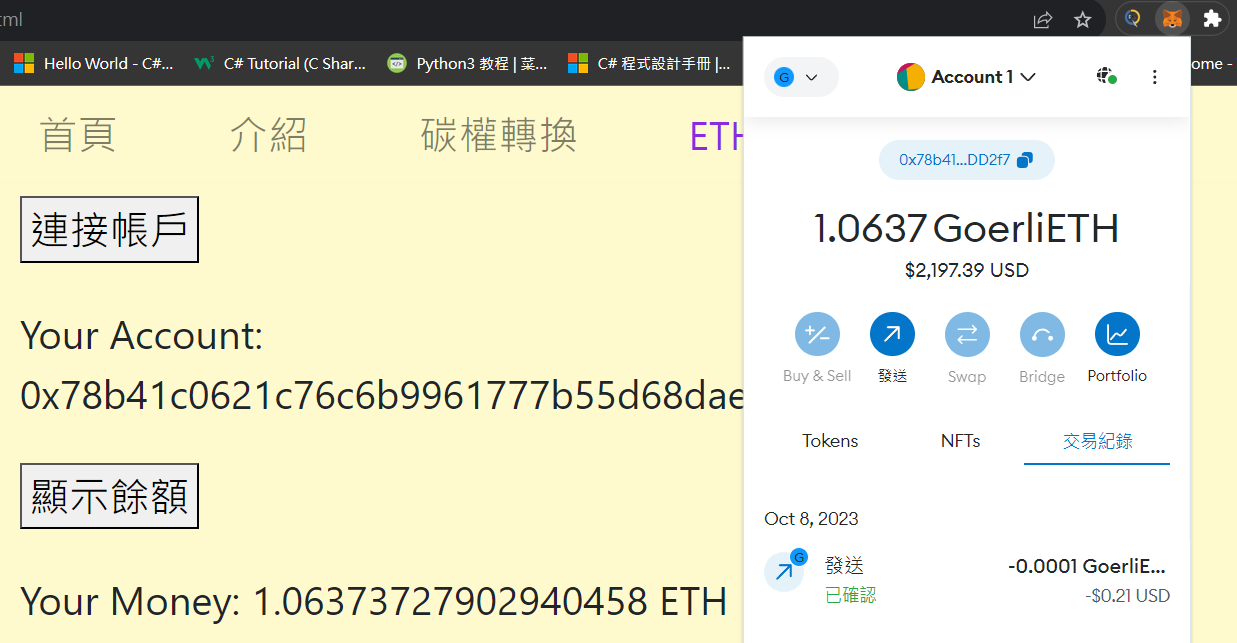 tml
Hello World - C#...
C# Tutorial (C Shar...
Python3 教程 | 菜...
C# 程式設計手冊 |...
ome -
首頁
介紹
碳權轉換
ETH
連接帳戶
Your Account:
0x78b41c0621c76c6b9961777b55d68dae
顯示餘額
Your Money: 1.06373727902940458 ETH
G
Account 1
0x78b41...DD2f7
1.0637 GoerliETH
$2,197.39 USD
Buy & Sell
發送
Swap
Bridge
Portfolio
Tokens
NFTs
交易紀錄
Oct 8, 2023
G
發送
-0.0001 GoerliE...
已確認
-$0.21 USD